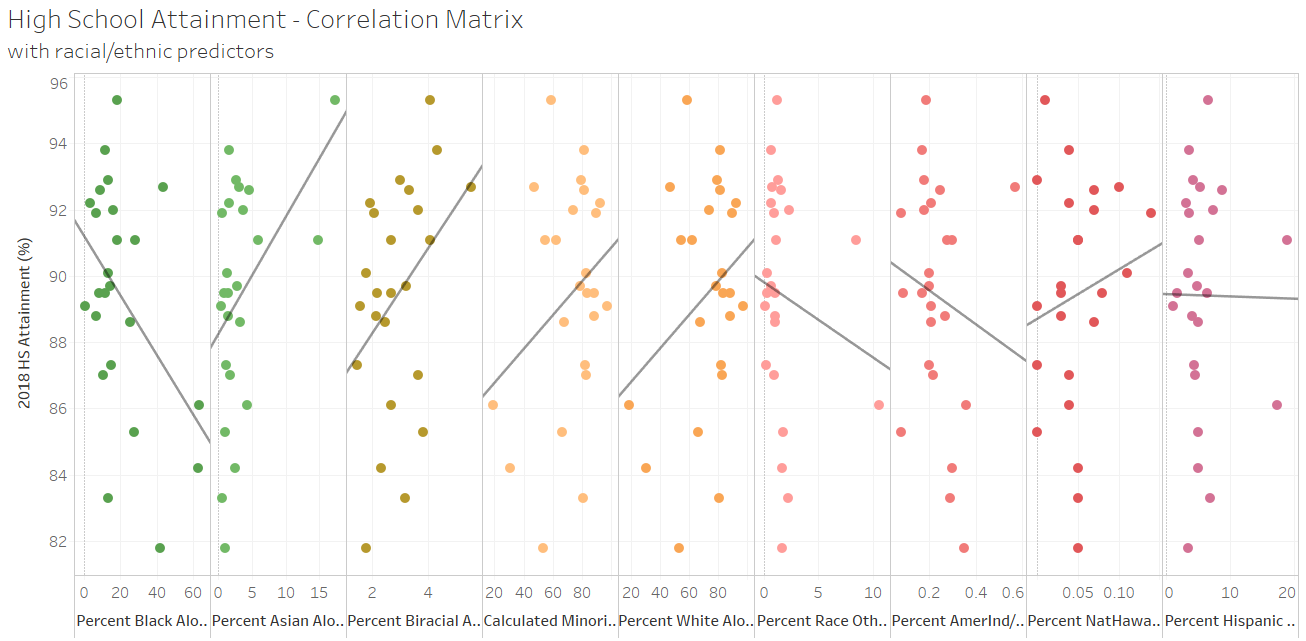 High School Attainment - Correlation Matrix
with racial/ethnic predictors
2018 HS Attainment (%)
96
94
92
90
88
86
84
82
0 20 40 60 0 5 10 15 2 4 20 40 60 80 20 40 60 80 0 5 10 0.2 0.4 0.6 0.05 0.10 0 10 20
Percent Black Alo.. Percent Asian Alo.. Percent Biracial A.. Calculated Minori.. Percent White Alo.. Percent Race Oth.. Percent AmerInd/.. Percent NatHawa.. Percent Hispanic ..